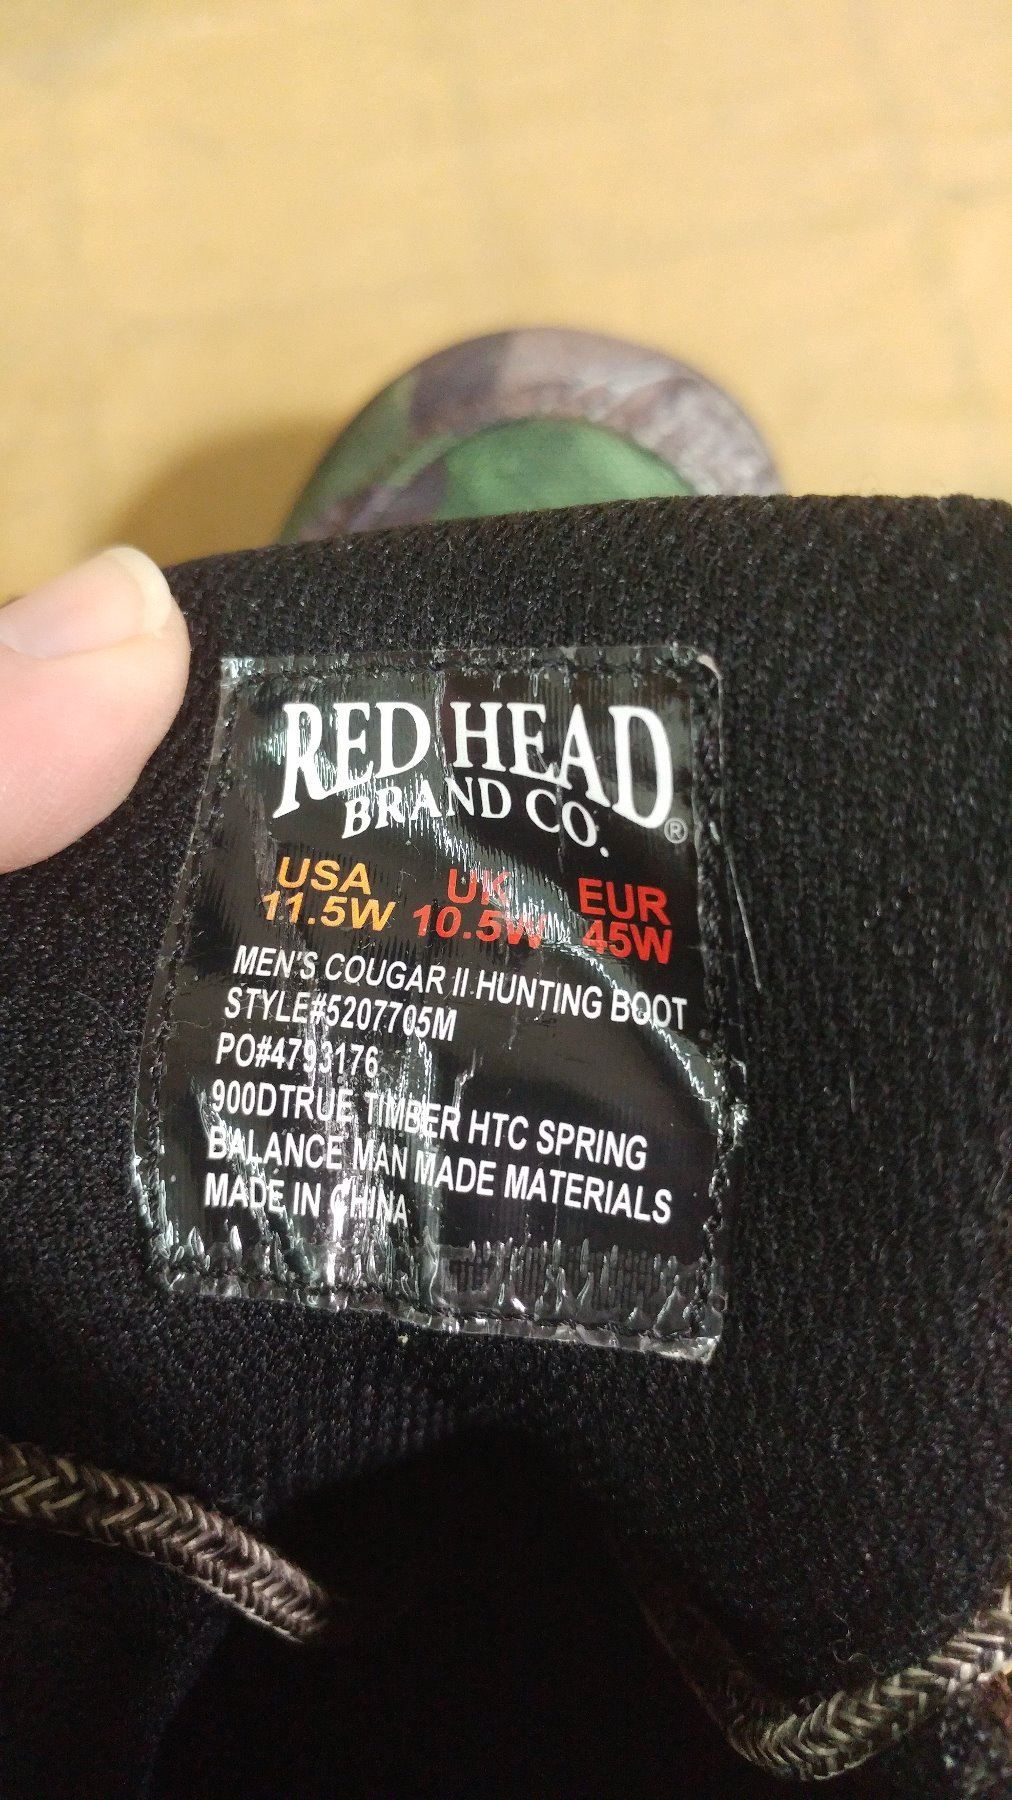 RED HEAD
BRAND CO.®
USA UK EUR
11.5W 10.5W 45W
MEN'S COUGAR II HUNTING BOOT
STYLE#5207705M
PO#4793176
900DTRUE TIMBER HTC SPRING
BALANCE MAN MADE MATERIALS
MADE IN CHINA